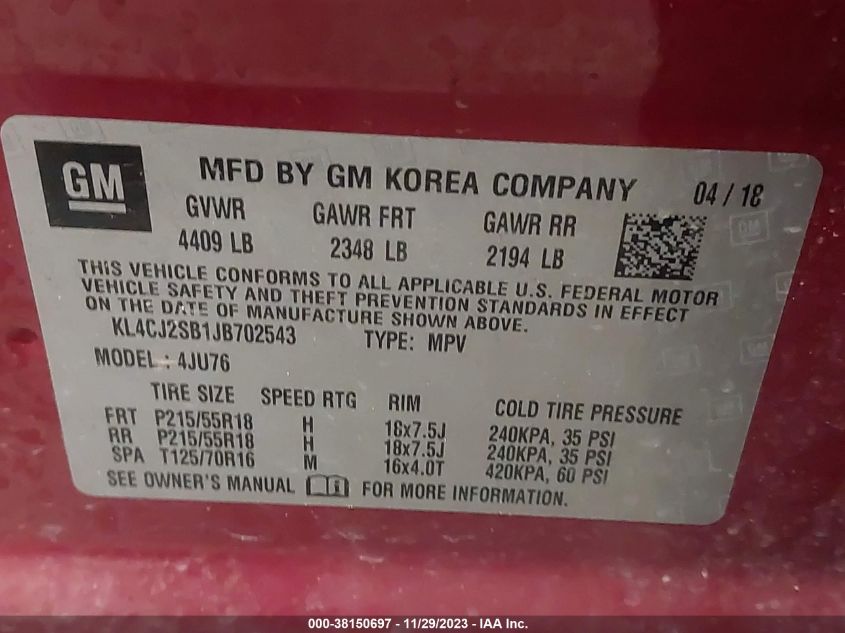 GM MFD BY GM KOREA COMPANY 04 / 18
GVWR GAWR FRT GAWR RR
4409 LB 2348 LB 2194 LB
THIS VEHICLE CONFORMS TO ALL APPLICABLE U.S. FEDERAL MOTOR
VEHICLE SAFETY AND THEFT PREVENTION STANDARDS IN EFFECT
ON THE DATE OF MANUFACTURE SHOWN ABOVE.
KL4CJ2SB1JB702543 TYPE: MPV
MODEL : 4JU76
TIRE SIZE SPEED RTG RIM COLD TIRE PRESSURE
FRT P215/55R18 H 18x7.5J 240KPA, 35 PSI
RR P215/55R18 H 18x7.5J 240KPA, 35 PSI
SPA T125/70R16 M 16x4.0T 420KPA, 60 PSI
SEE OWNER'S MANUAL FOR MORE INFORMATION.
000-38150697 - 11/29/2023 - IAA Inc.